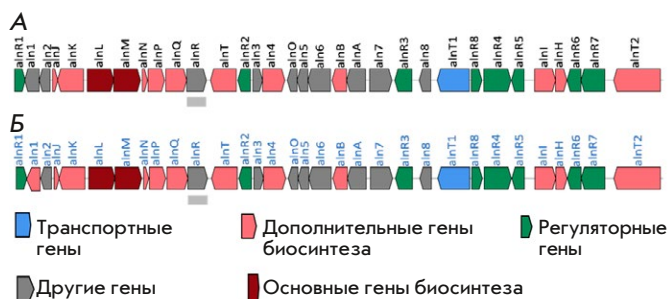 А
alnR1 aln1 aln2 alnJ alnK alnL alnM alnN alnP alnQ alnR alnT alnR2 aln3 aln4 alnO aln5 aln6 alnB alnA aln7 alnR3 aln8 alnT1 alnR8 alnR4 alnR5 alnI alnH alnR6 alnR7 alnT2
Б
alnR1 aln1 aln2 alnJ alnK alnL alnM alnN alnP alnQ alnR alnT alnR2 aln3 aln4 alnO aln5 aln6 alnB alnA aln7 alnR3 aln8 alnT1 alnR8 alnR4 alnR5 alnI alnH alnR6 alnR7 alnT2
Транспортные
гены
Дополнительные гены
биосинтеза
Регуляторные
гены
Другие гены
Основные гены биосинтеза